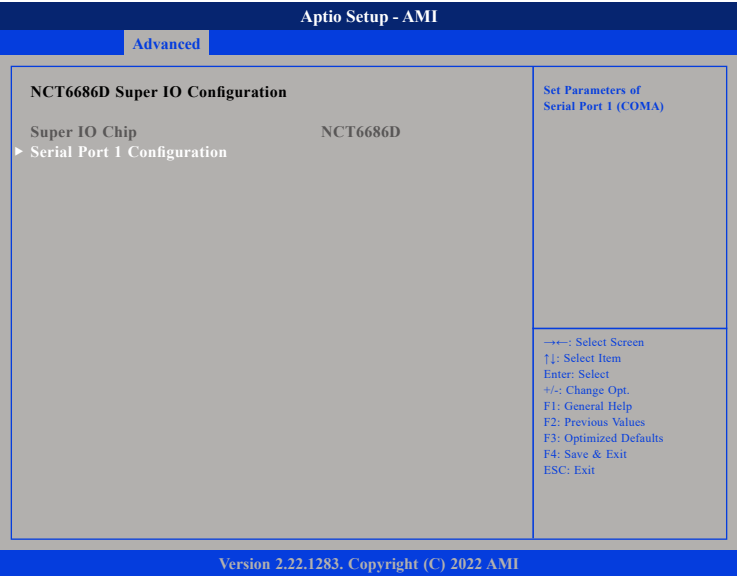 Aptio Setup - AMI
Advanced
NCT6686D Super IO Configuration
Super IO Chip NCT6686D
► Serial Port 1 Configuration
Set Parameters of
Serial Port 1 (COMA)
→←: Select Screen
↑↓: Select Item
Enter: Select
+/-: Change Opt.
F1: General Help
F2: Previous Values
F3: Optimized Defaults
F4: Save & Exit
ESC: Exit
Version 2.22.1283. Copyright (C) 2022 AMI